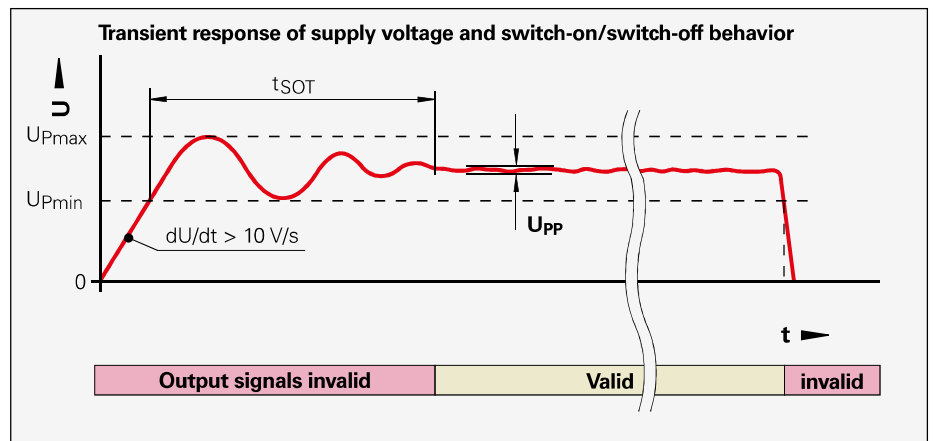 Transient response of supply voltage and switch-on/switch-off behavior
U
tSOT
UPmax
UPmin
UPP
dU/dt > 10 V/s
0
t
Output signals invalid
Valid
invalid